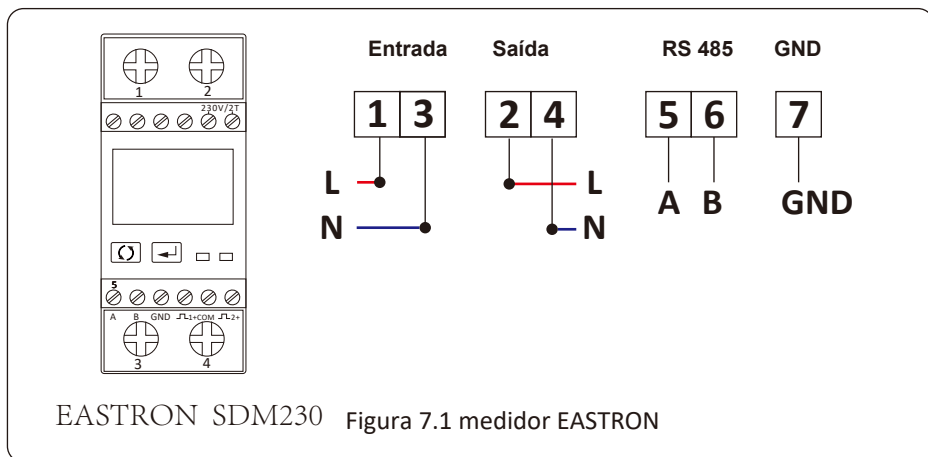 Entrada Saída RS 485 GND
1 2
230V/2T
1 3 2 4 5 6 7
L L
A B GND
N N
5
A B GND 1+COM 2+
3 4
EASTRON SDM230 Figura 7.1 medidor EASTRON